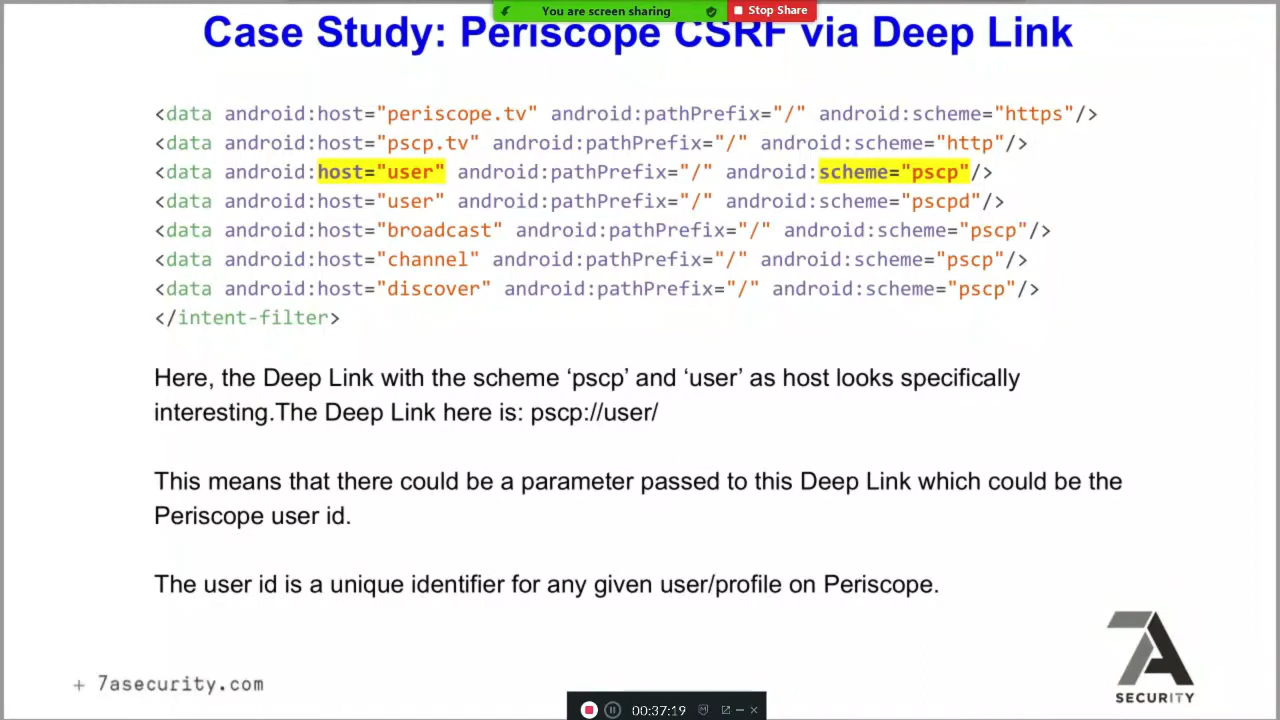 You are screen sharing
Stop Share
Case Study: Periscope CSRF via Deep Link
<data android:host="periscope.tv" android:pathPrefix="/" android:scheme="https"/>
<data android:host="pscp.tv" android:pathPrefix="/" android:scheme="http"/>
<data android:host="user" android:pathPrefix="/" android:scheme="pscp"/>
<data android:host="user" android:pathPrefix="/" android:scheme="pscpd"/>
<data android:host="broadcast" android:pathPrefix="/" android:scheme="pscp"/>
<data android:host="channel" android:pathPrefix="/" android:scheme="pscp"/>
<data android:host="discover" android:pathPrefix="/" android:scheme="pscp"/>
</intent-filter>
Here, the Deep Link with the scheme ‘pscp’ and ‘user’ as host looks specifically
interesting.The Deep Link here is: pscp://user/
This means that there could be a parameter passed to this Deep Link which could be the
Periscope user id.
The user id is a unique identifier for any given user/profile on Periscope.
+ 7asecurity.com
7A
SECURITY
00:37:19